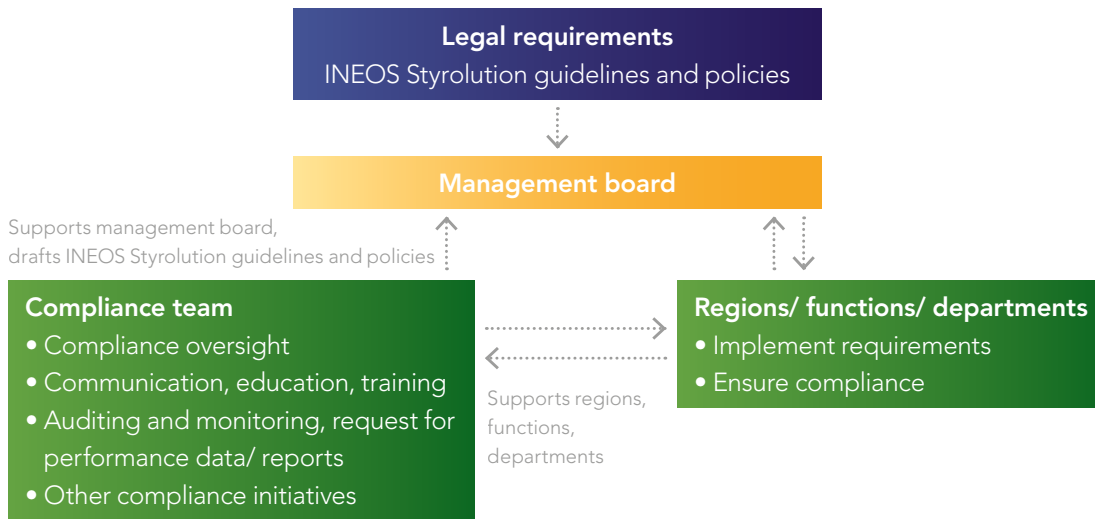 Legal requirements
INEOS Styrolution guidelines and policies
Management board
Supports management board,
drafts INEOS Styrolution guidelines and policies
Compliance team
• Compliance oversight
• Communication, education, training
• Auditing and monitoring, request for
performance data/ reports
• Other compliance initiatives
Supports regions,
functions,
departments
Regions/ functions/ departments
• Implement requirements
• Ensure compliance